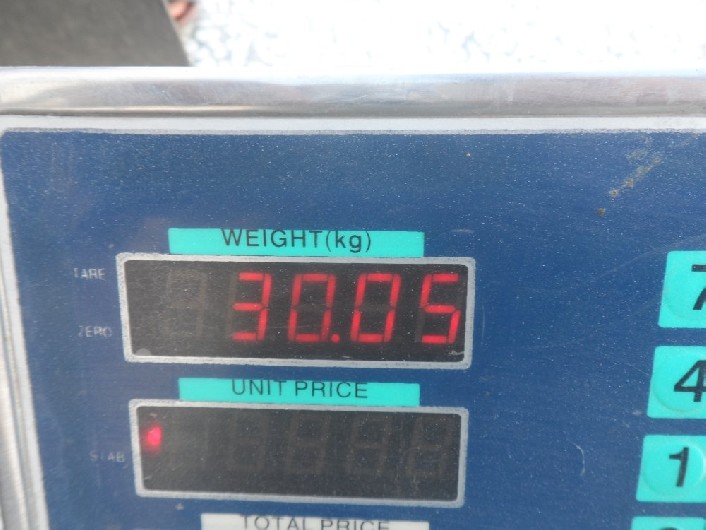 WEIGHT(kg)
TARE
30.05
ZERO
7
UNIT PRICE
4
STAB
1
TOTAL PRICE